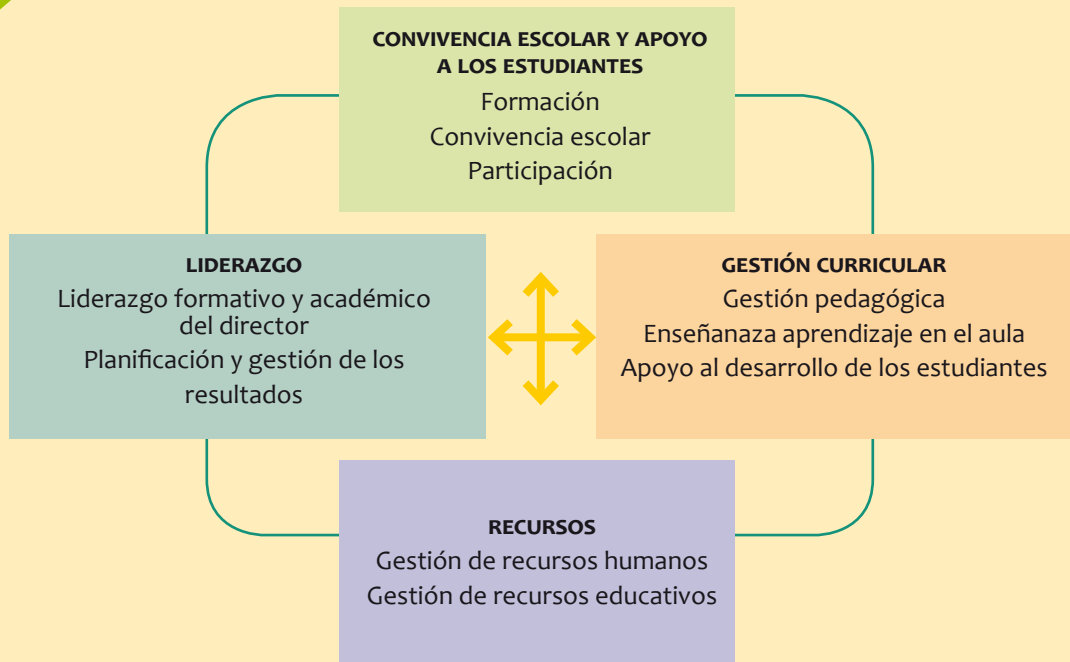 CONVIVENCIA ESCOLAR Y APOYO
A LOS ESTUDIANTES
Formación
Convivencia escolar
Participación
LIDERAZGO
Liderazgo formativo y académico
del director
Planificación y gestión de los
resultados
GESTIÓN CURRICULAR
Gestión pedagógica
Enseñanaza aprendizaje en el aula
Apoyo al desarrollo de los estudiantes
RECURSOS
Gestión de recursos humanos
Gestión de recursos educativos